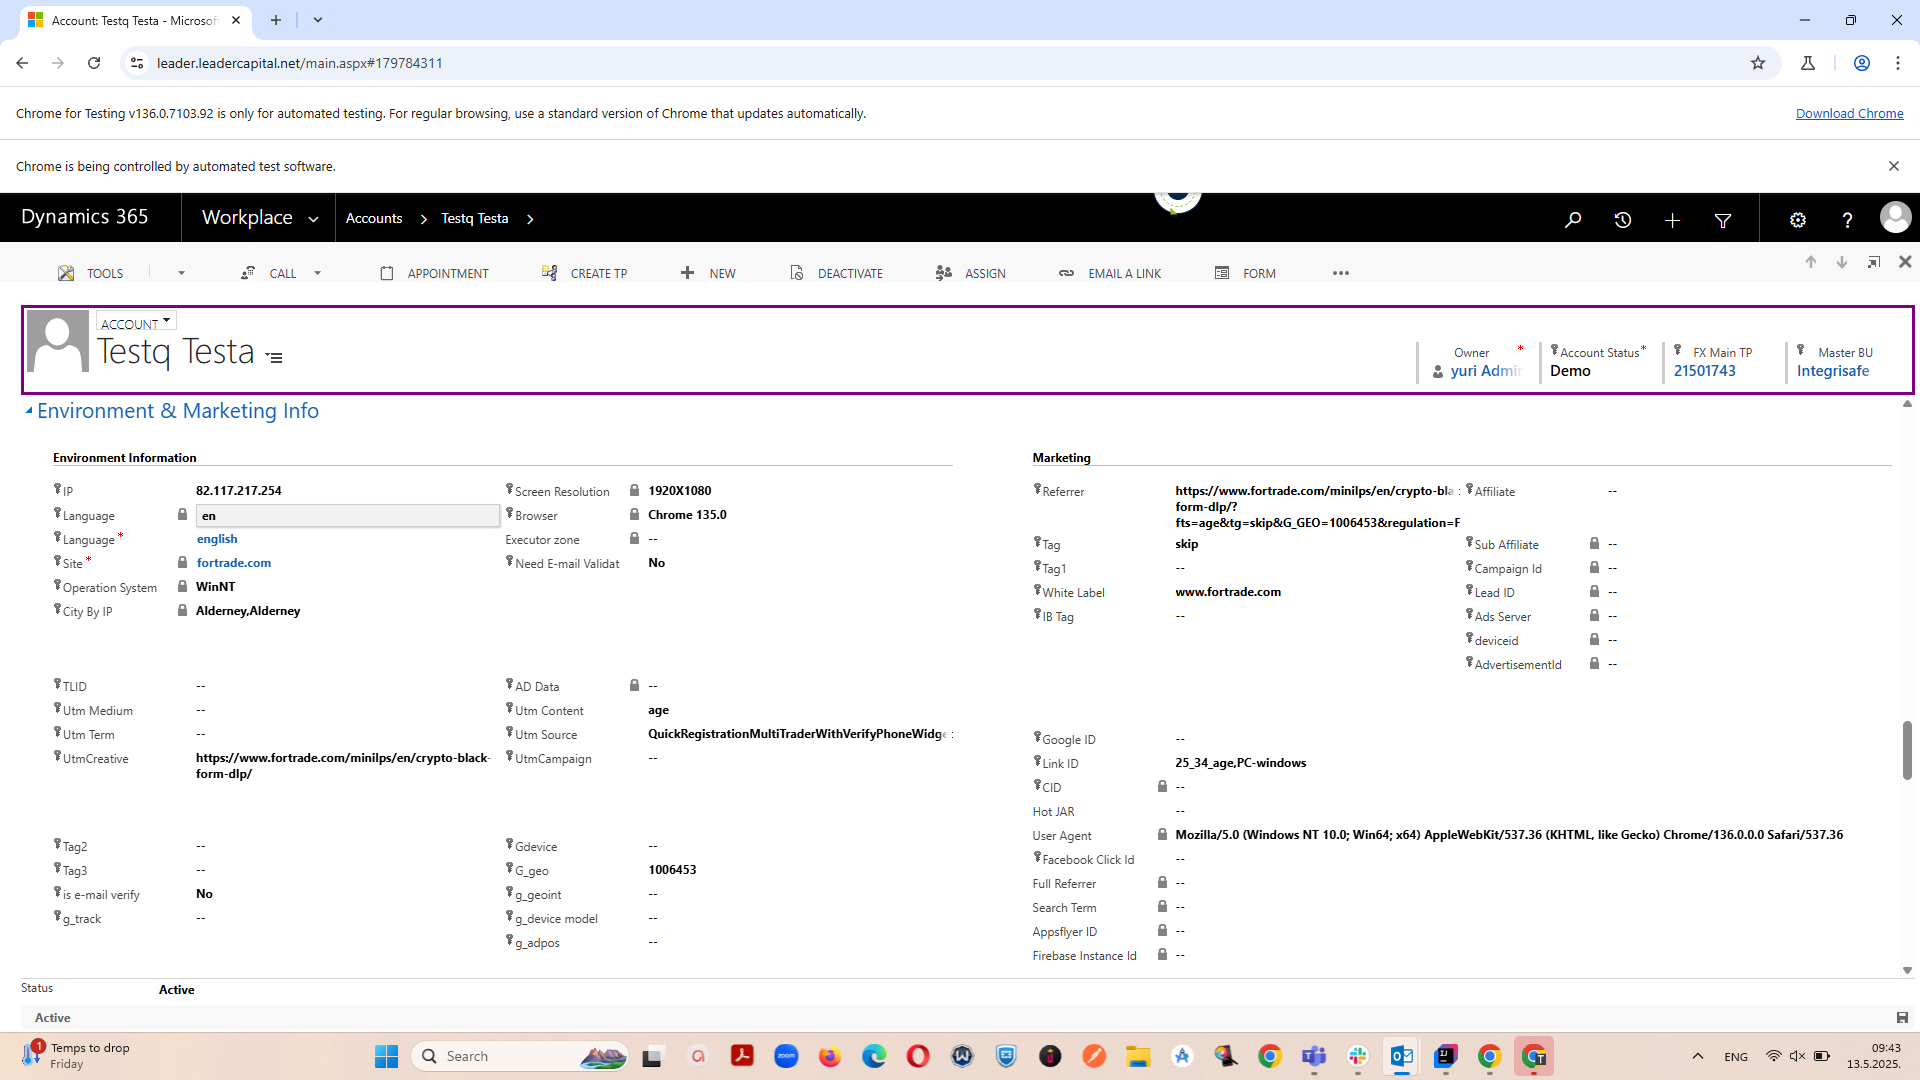 Account: Testq Testa - Microsof
leader.leadercapital.net/main.aspx#179784311
Chrome for Testing v136.0.7103.92 is only for automated testing. For regular browsing, use a standard version of Chrome that updates automatically.
Download Chrome
Chrome is being controlled by automated test software.
Dynamics 365
Workplace
Accounts
Testq Testa
TOOLS
CALL
APPOINTMENT
CREATE TP
NEW
DEACTIVATE
ASSIGN
EMAIL A LINK
FORM
ACCOUNT
Testq Testa
Owner *
yuri Admin
Account Status *
Demo
FX Main TP
21501743
Master BU
Integrisafe
Environment & Marketing Info
Environment Information
IP 82.117.217.254
Language en
Language * english
Site * fortrade.com
Operation System WinNT
City By IP Alderney,Alderney
Screen Resolution 1920X1080
Browser Chrome 135.0
Executor zone --
Need E-mail Validat No
TLID --
Utm Medium --
Utm Term --
UtmCreative https://www.fortrade.com/minilps/en/crypto-black-
form-dlp/
AD Data --
Utm Content age
Utm Source QuickRegistrationMultiTraderWithVerifyPhoneWidge
UtmCampaign --
Tag2 --
Tag3 --
is e-mail verify No
g_track --
Gdevice --
G_geo 1006453
g_geoint --
g_device model --
g_adpos --
Marketing
Referrer https://www.fortrade.com/minilps/en/crypto-bla
form-dlp/?
fts=age&tg=skip&G_GEO=1006453&regulation=F
Tag skip
Tag1 --
White Label www.fortrade.com
IB Tag --
Affiliate --
Sub Affiliate --
Campaign Id --
Lead ID --
Ads Server --
deviceid --
AdvertisementId --
Google ID --
Link ID 25_34_age,PC-windows
CID --
Hot JAR --
User Agent Mozilla/5.0 (Windows NT 10.0; Win64; x64) AppleWebKit/537.36 (KHTML, like Gecko) Chrome/136.0.0.0 Safari/537.36
Facebook Click Id --
Full Referrer --
Search Term --
Appsflyer ID --
Firebase Instance Id --
Status Active
Active
1
Temps to drop
Friday
Search
zoom
ENG
09:43
13.5.2025.